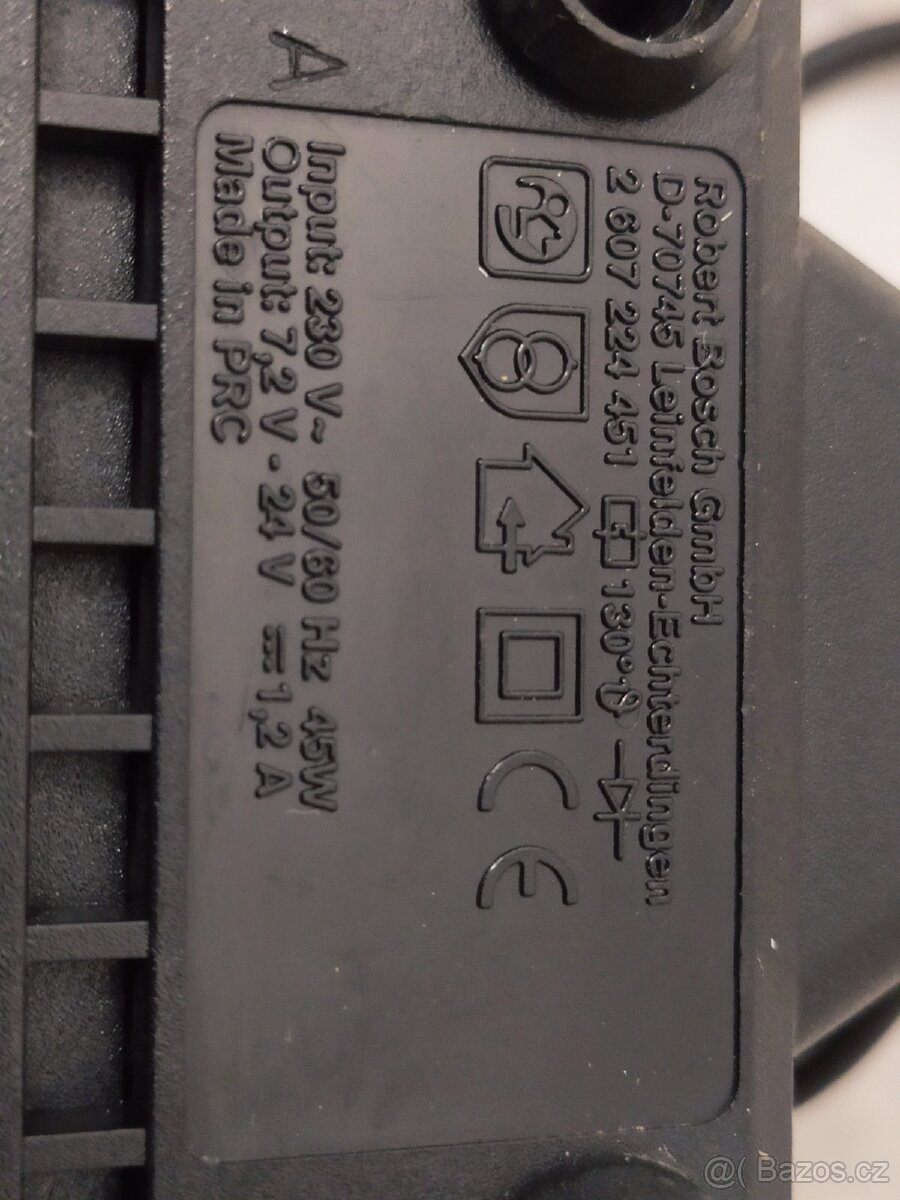 A
Robert Bosch GmbH
D-70745 Leinfelden-Echterdingen
2 607 224 451 130°
CE
Input: 230 V~ 50/60 Hz 45W
Output: 7,2 V - 24 V ⎓1,2 A
Made in PRC
@( Bazos.cz